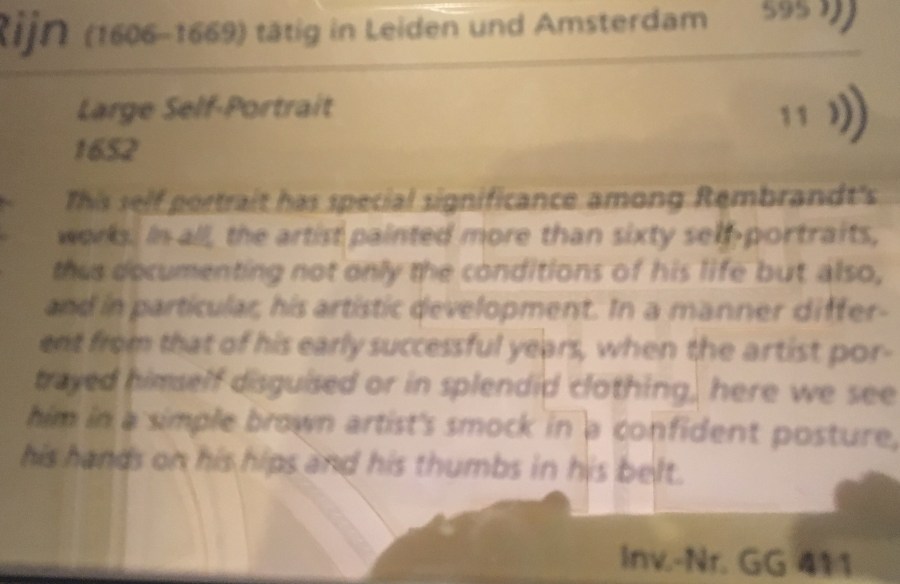 Rijn (1606–1669) tätig in Leiden und Amsterdam 595
Large Self-Portrait 11
1652
This self portrait has special significance among Rembrandt's
works. In all, the artist painted more than sixty self-portraits,
thus documenting not only the conditions of his life but also,
and in particular, his artistic development. In a manner differ-
ent from that of his early successful years, when the artist por-
trayed himself disguised or in splendid clothing, here we see
him in a simple brown artist's smock in a confident posture,
his hands on his hips and his thumbs in his belt.
Inv.-Nr. GG 411